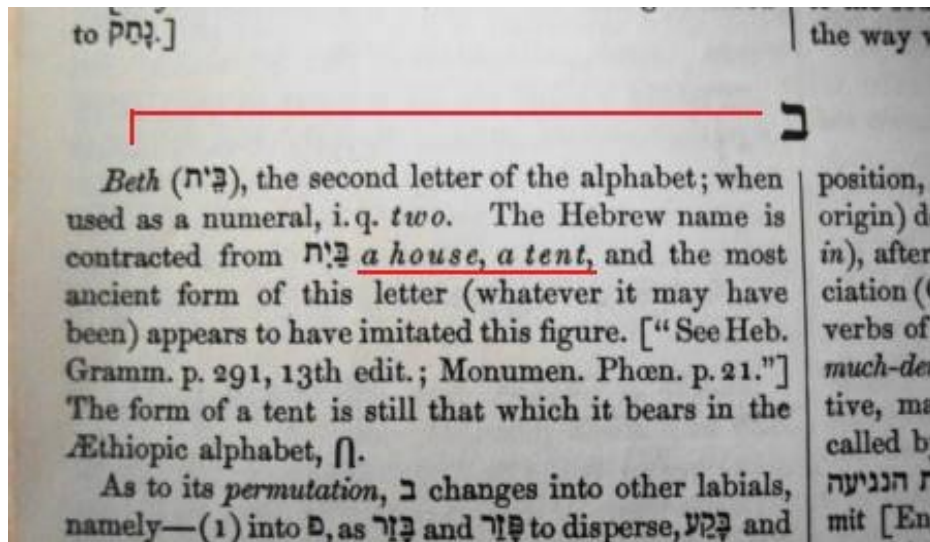 to נָחַק.]
the way
ב
Beth (בֵּית), the second letter of the alphabet; when
used as a numeral, i. q. two. The Hebrew name is
contracted from בַּיִת a house, a tent, and the most
ancient form of this letter (whatever it may have
been) appears to have imitated this figure. [“See Heb.
Gramm. p. 291, 13th edit.; Monumen. Phœn. p. 21.”]
The form of a tent is still that which it bears in the
Æthiopic alphabet, በ.
As to its permutation, ב changes into other labials,
namely—(1) into פ, as בָּזַר and פָּזַר to disperse, בָּקַע and
position,
origin)
in), after
ciation
verbs of
much-
tive,
called
הנגיעה
mit